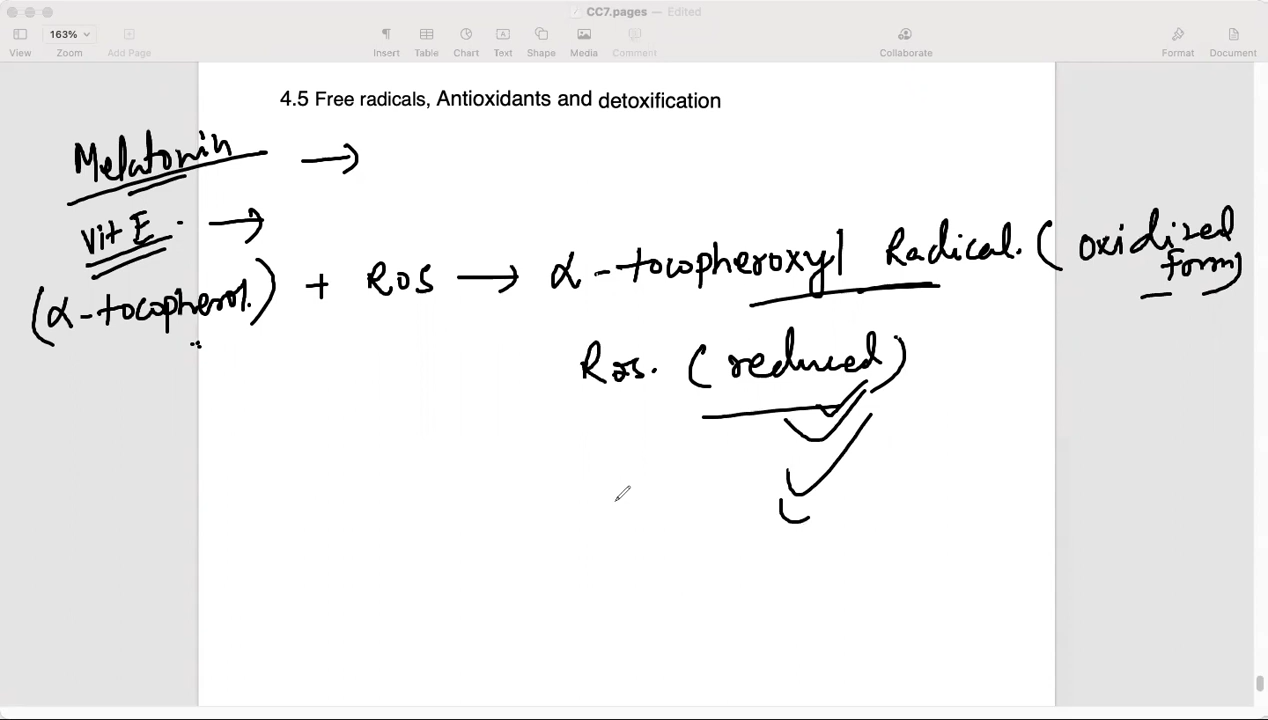 CC7.pages — Edited
163%
View Zoom Add Page Insert Table Chart Text Shape Media Comment Collaborate Format Document
4.5 Free radicals, Antioxidants and detoxification
Melatonin →
Vit E . →
(α-tocopherol.) + ROS → α-tocopheroxyl Radical. (oxidized
form)
Ros. (reduced)